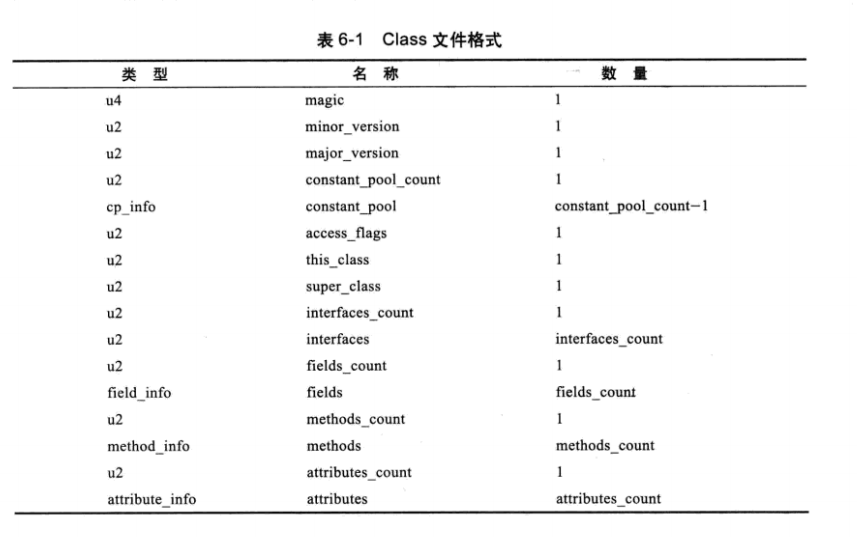 表 6-1 Class 文件格式
类 型 名 称 数 量
u4 magic 1
u2 minor_version 1
u2 major_version 1
u2 constant_pool_count 1
cp_info constant_pool constant_pool_count−1
u2 access_flags 1
u2 this_class 1
u2 super_class 1
u2 interfaces_count 1
u2 interfaces interfaces_count
u2 fields_count 1
field_info fields fields_count
u2 methods_count 1
method_info methods methods_count
u2 attributes_count 1
attribute_info attributes attributes_count